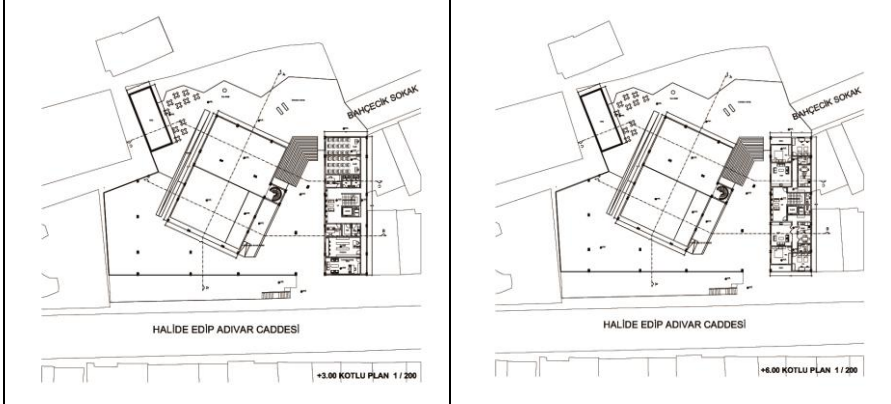 BAHÇECİK SOKAK
HALİDE EDİP ADIVAR CADDESİ
+3.00 KOTLU PLAN 1 / 200
BAHÇECİK SOKAK
HALİDE EDİP ADIVAR CADDESİ
+6.00 KOTLU PLAN 1 / 200